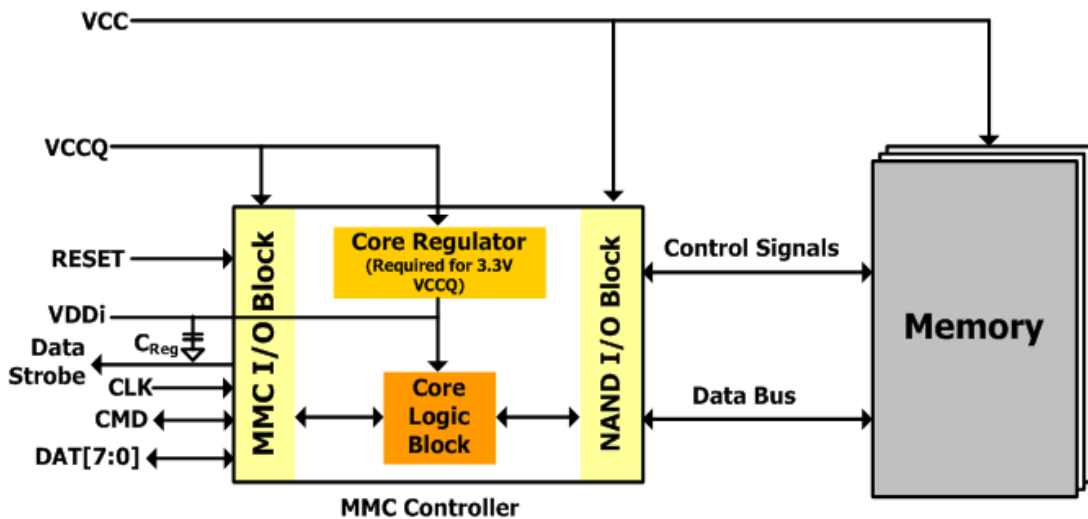 VCC
VCCQ
RESET
VDDi
CReg
Data
Strobe
CLK
CMD
DAT[7:0]
MMC I/O Block
Core Regulator
(Required for 3.3V
VCCQ)
Core
Logic
Block
NAND I/O Block
MMC Controller
Control Signals
Data Bus
Memory